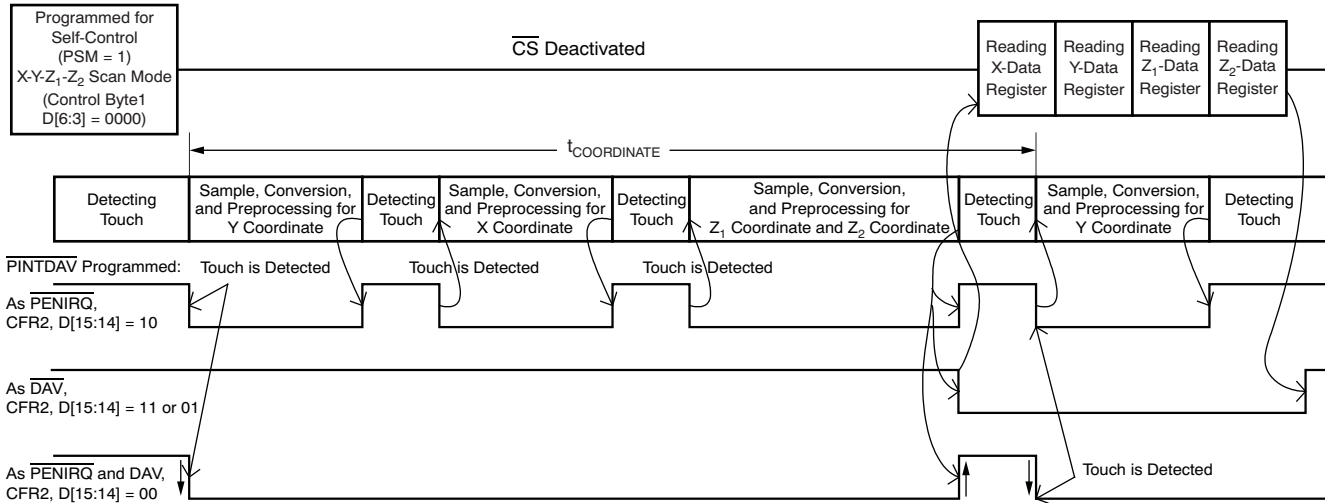 Programmed for
Self-Control
(PSM = 1)
X-Y-Z1-Z2 Scan Mode
(Control Byte1
D[6:3] = 0000)
CS Deactivated
Reading
X-Data
Register
Reading
Y-Data
Register
Reading
Z1-Data
Register
Reading
Z2-Data
Register
tCOORDINATE
Detecting
Touch
Sample, Conversion,
and Preprocessing for
Y Coordinate
Detecting
Touch
Sample, Conversion,
and Preprocessing for
X Coordinate
Detecting
Touch
Sample, Conversion,
and Preprocessing for
Z1 Coordinate and Z2 Coordinate
Detecting
Touch
Sample, Conversion,
and Preprocessing for
Y Coordinate
Detecting
Touch
PINTDAV Programmed:
Touch is Detected
Touch is Detected
Touch is Detected
As PENIRQ,
CFR2, D[15:14] = 10
As DAV,
CFR2, D[15:14] = 11 or 01
As PENIRQ and DAV,
CFR2, D[15:14] = 00
Touch is Detected